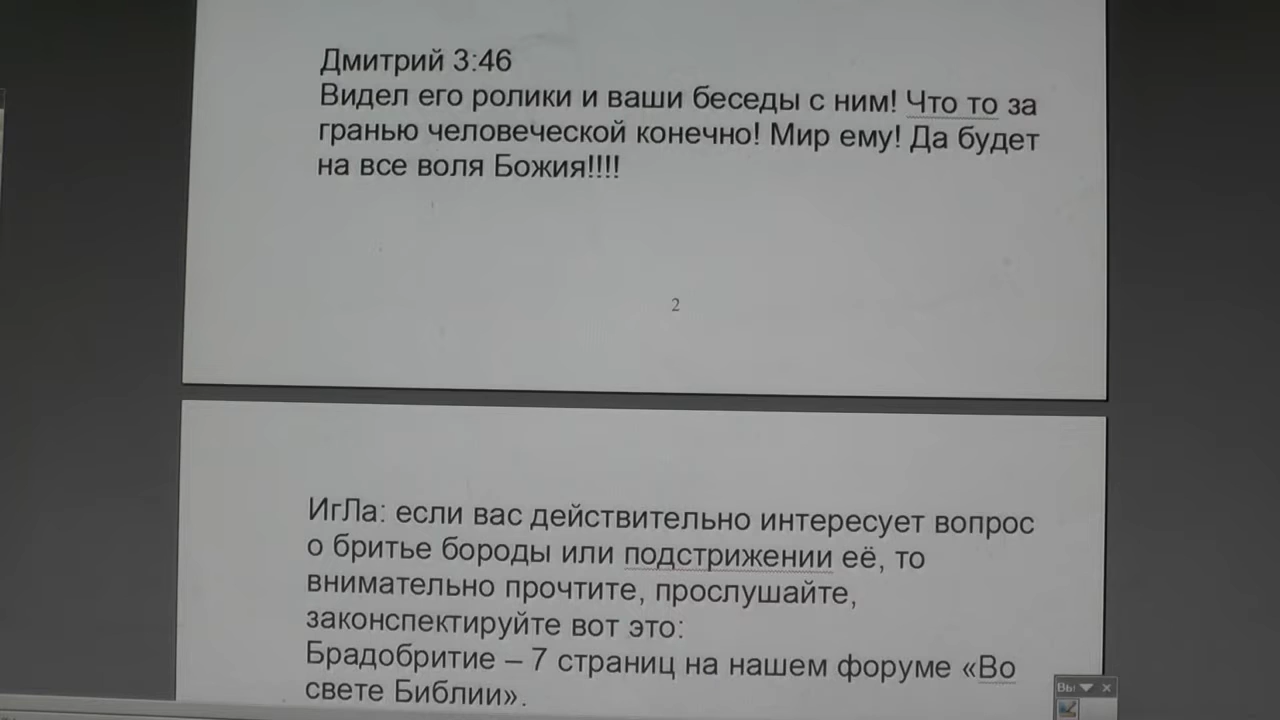 Дмитрий 3:46
Видел его ролики и ваши беседы с ним! Что то за
гранью человеческой конечно! Мир ему! Да будет
на все воля Божия!!!!
2
ИгЛа: если вас действительно интересует вопрос
о бритье бороды или подстрижении её, то
внимательно прочтите, прослушайте,
законспектируйте вот это:
Брадобритие – 7 страниц на нашем форуме «Во
свете Библии».
Вы